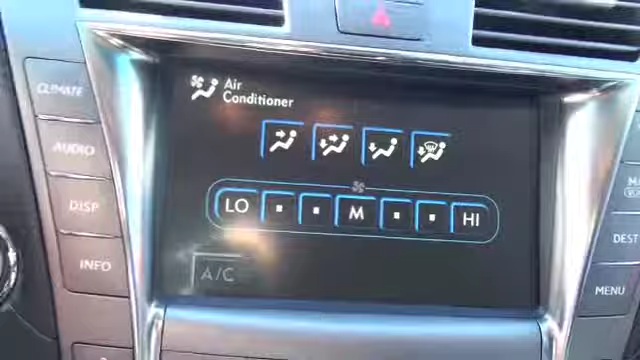 Air
Conditioner
CLIMATE
AUDIO
DISP
INFO
LO M HI
A/C
DEST
MENU